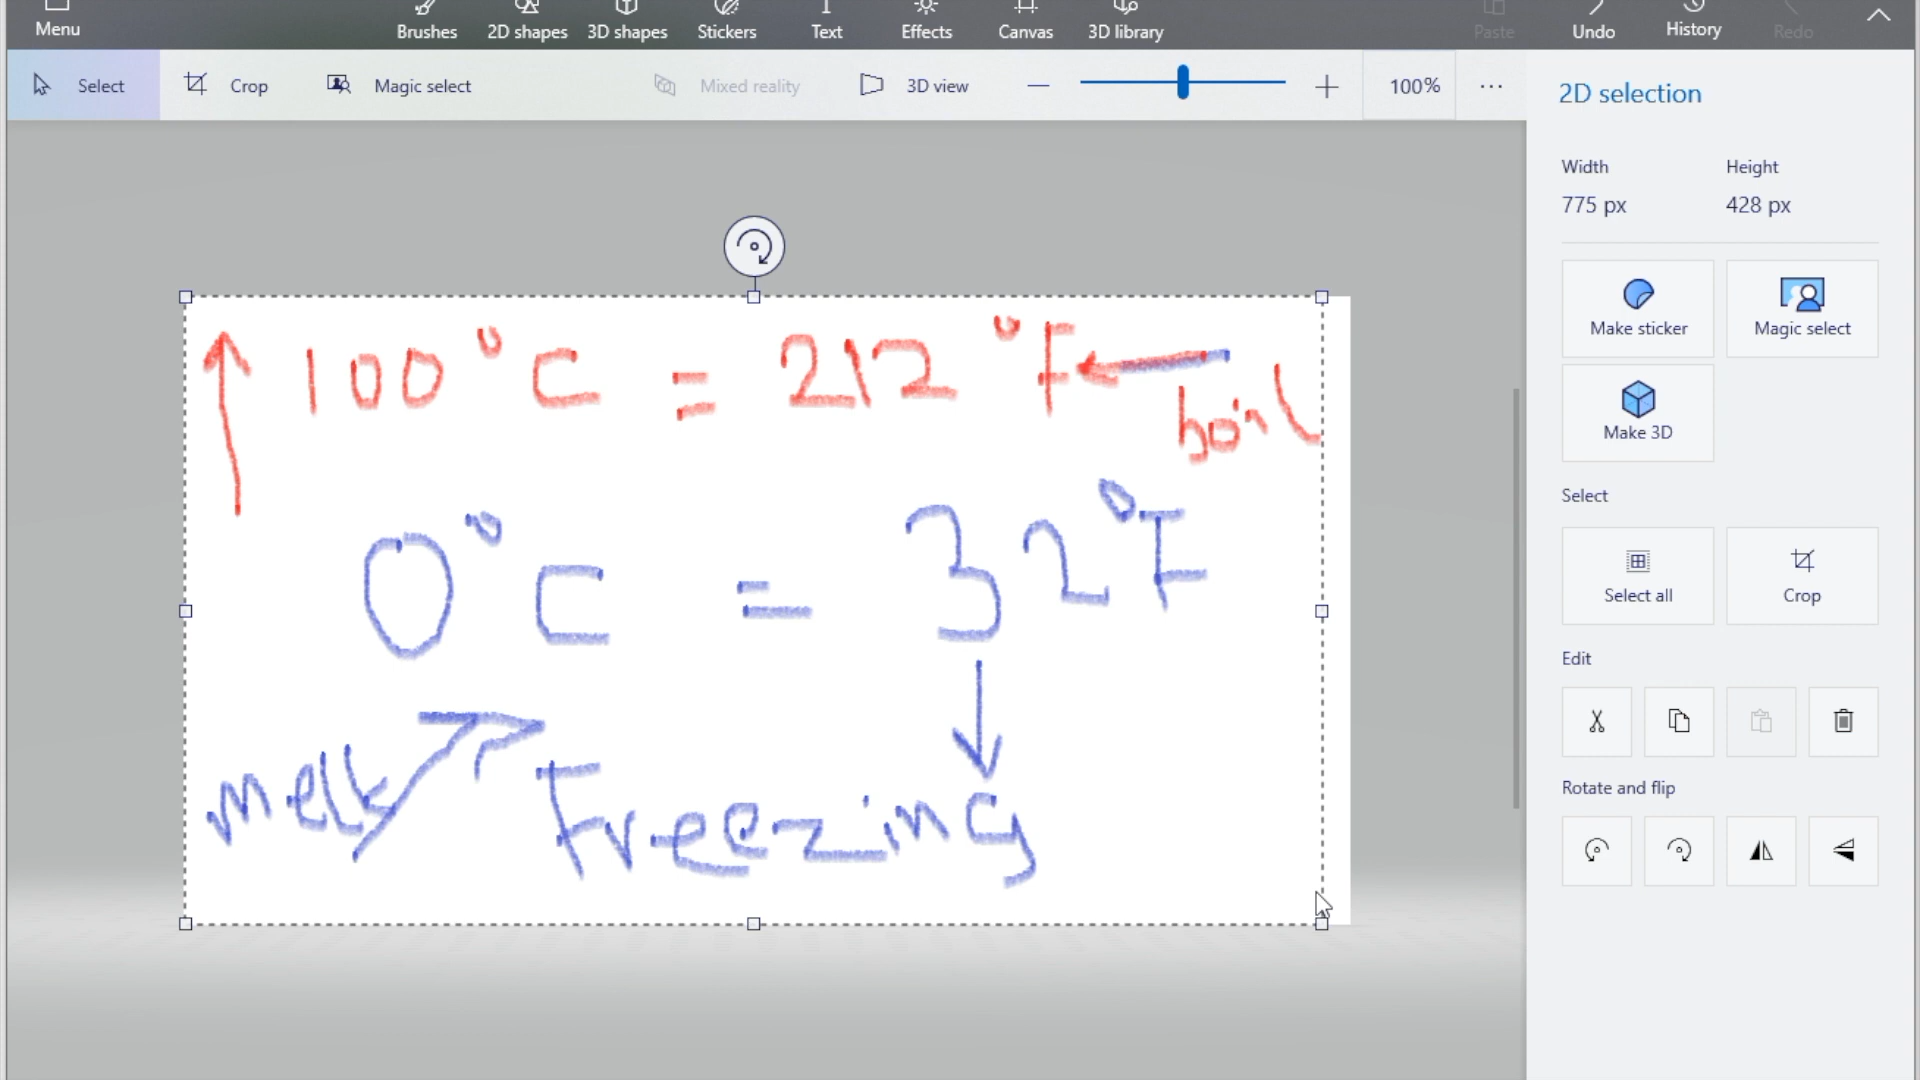 Menu
Brushes 2D shapes 3D shapes Stickers Text Effects Canvas 3D library Paste Undo History Redo
Select Crop Magic select Mixed reality 3D view 100%
2D selection
Width Height
775 px 428 px
Make sticker Magic select
Make 3D
Select
Select all Crop
Edit
Rotate and flip
100°C = 212°F
boil
0°C = 32°F
melt
Freezing